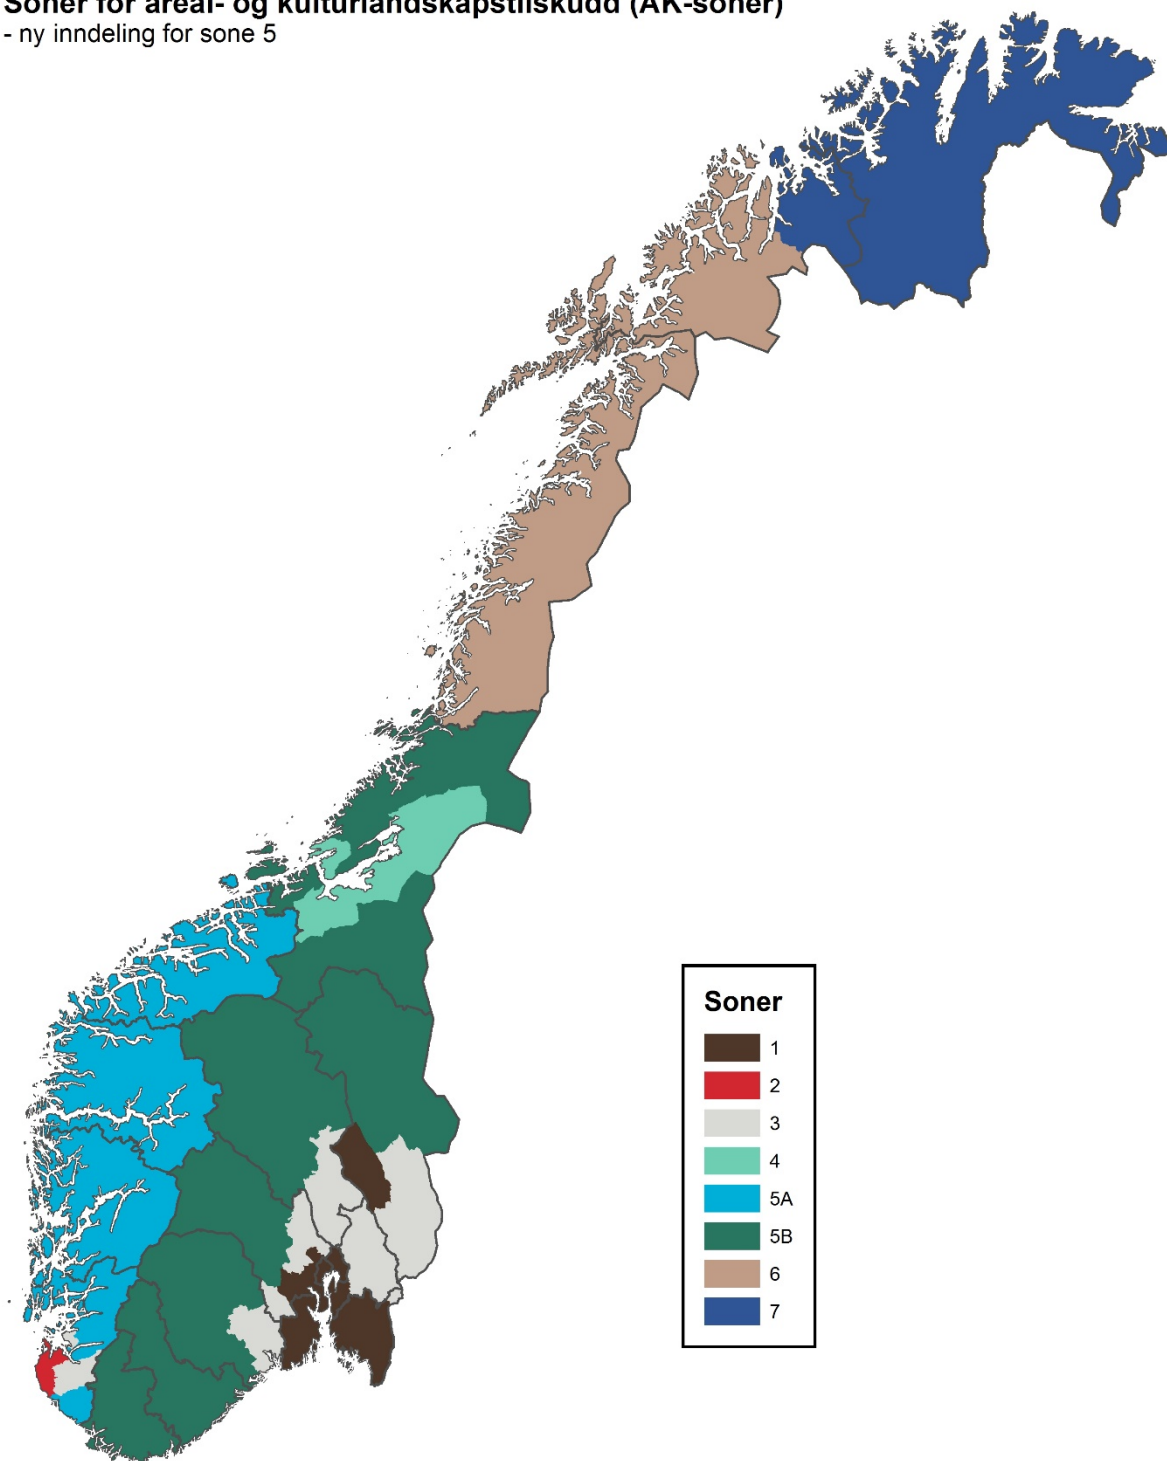 Soner for areal- og kulturlandskapstilskudd (AK-soner)
- ny inndeling for sone 5
Soner
1
2
3
4
5A
5B
6
7